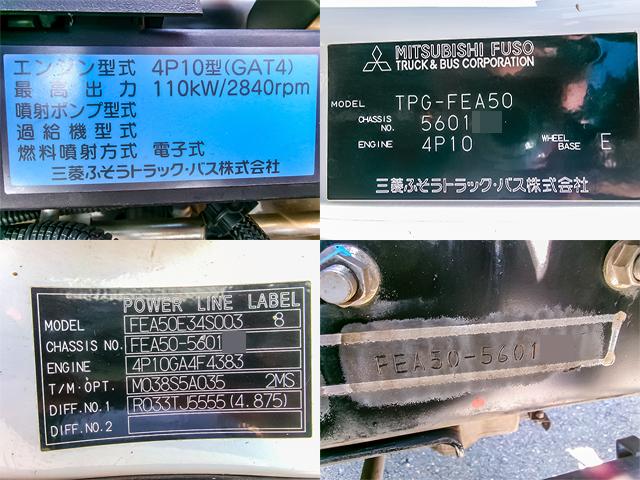 エンジン型式 4P10型(GAT4)
最高出力 110kW/2840rpm
噴射ポンプ型式
過給機型式
燃料噴射方式 電子式
三菱ふそうトラック・バス株式会社
MITSUBISHI FUSO
TRUCK & BUS CORPORATION
MODEL TPG-FEA50
CHASSIS NO. 5601
ENGINE 4P10 WHEEL BASE E
三菱ふそうトラック・バス株式会社
POWER LINE LABEL
MODEL FEA50E34S003 8
CHASSIS NO. FEA50-5601
ENGINE 4P10GA4F4383
T/M・OPT. M038S5A035 2MS
DIFF.NO.1 R033TJ5555(4.875)
DIFF.NO.2
FEA50-5601